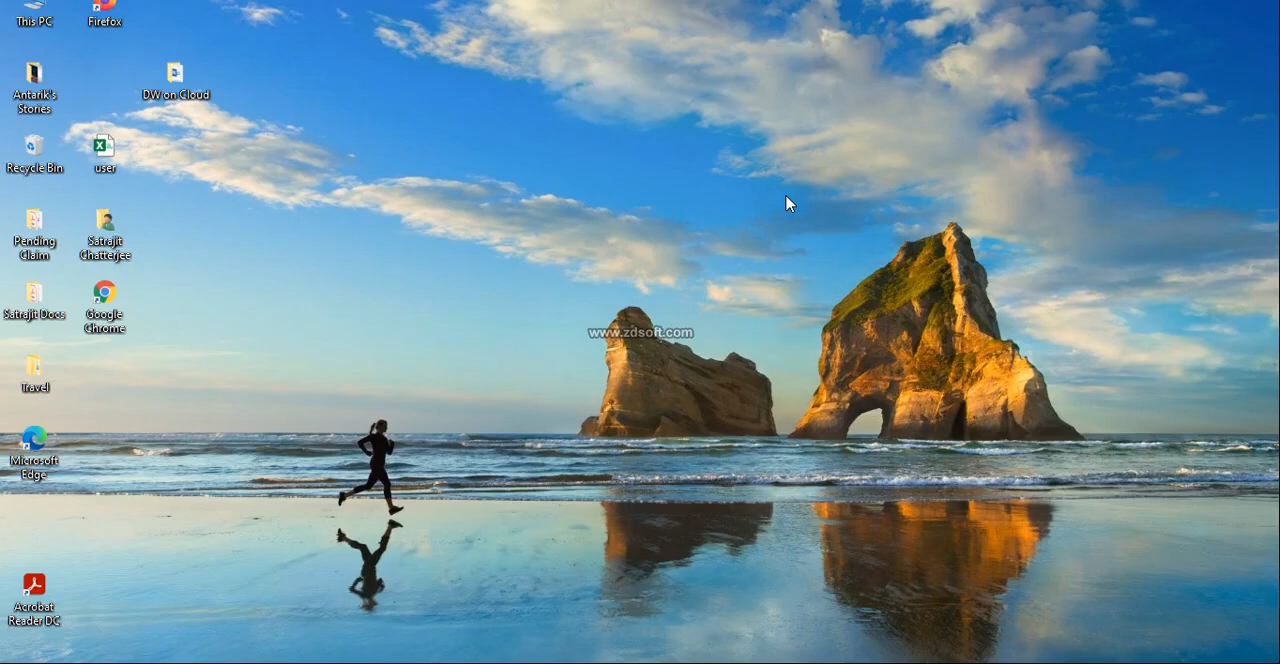 This PC
Firefox
Antarik's
Stories
DW on Cloud
Recycle Bin
user
Pending
Claim
Satrajit
Chatterjee
Satrajit Docs
Google
Chrome
www.zdsoft.com
Travel
Microsoft
Edge
Acrobat
Reader DC